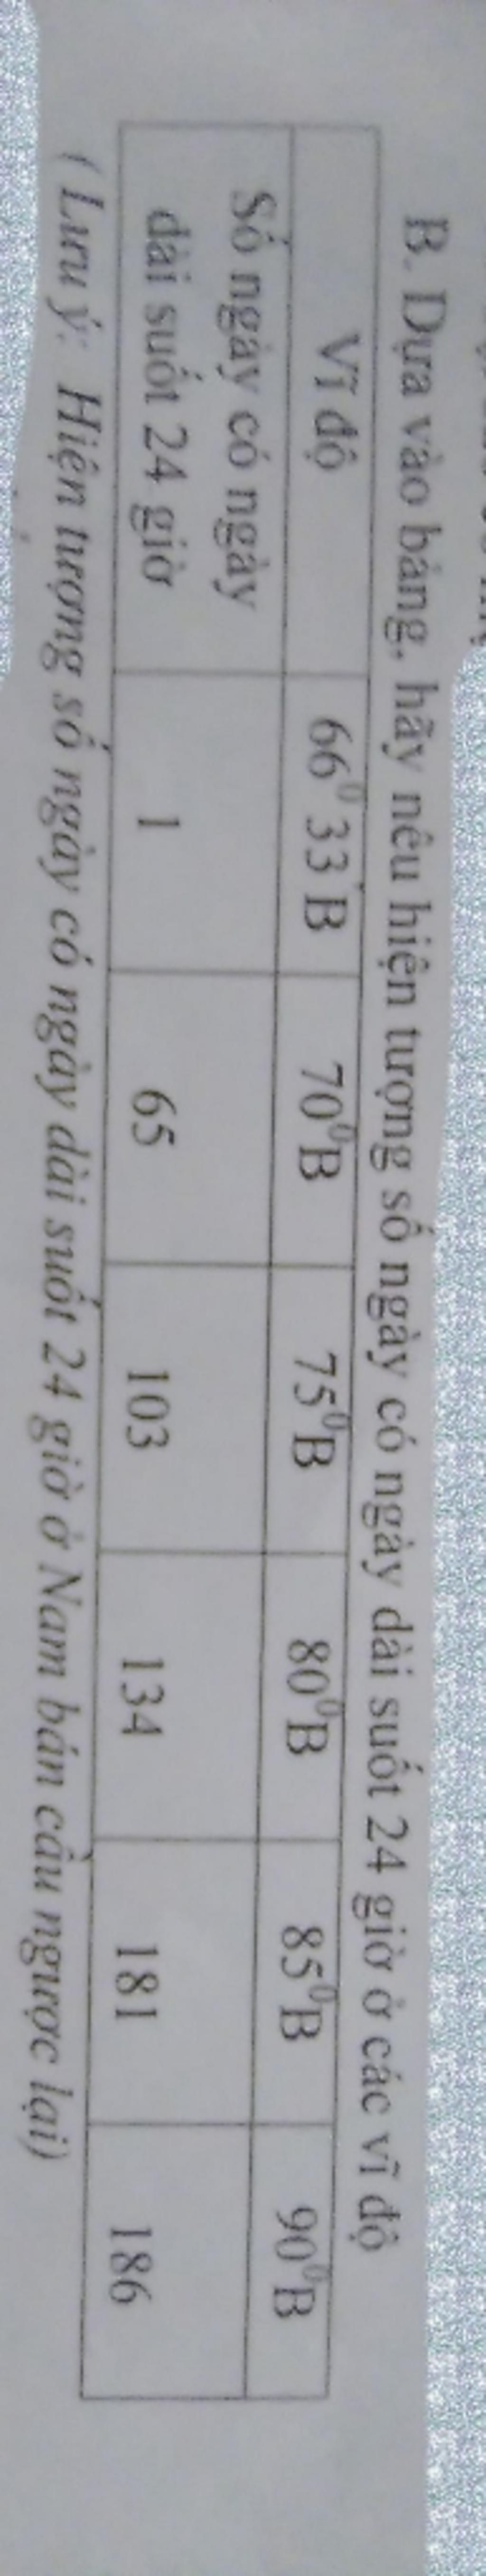 B. Dựa vào bảng, hãy nêu hiện tượng số ngày có ngày dài suốt 24 giờ ở các vĩ độ
Vĩ độ 66⁰ 33'B 70⁰B 75⁰B 80⁰B 85⁰B 90⁰B
Số ngày có ngày
dài suốt 24 giờ 1 65 103 134 181 186
( Lưu ý: Hiện tượng số ngày có ngày dài suốt 24 giờ ở Nam bán cầu ngược lại)